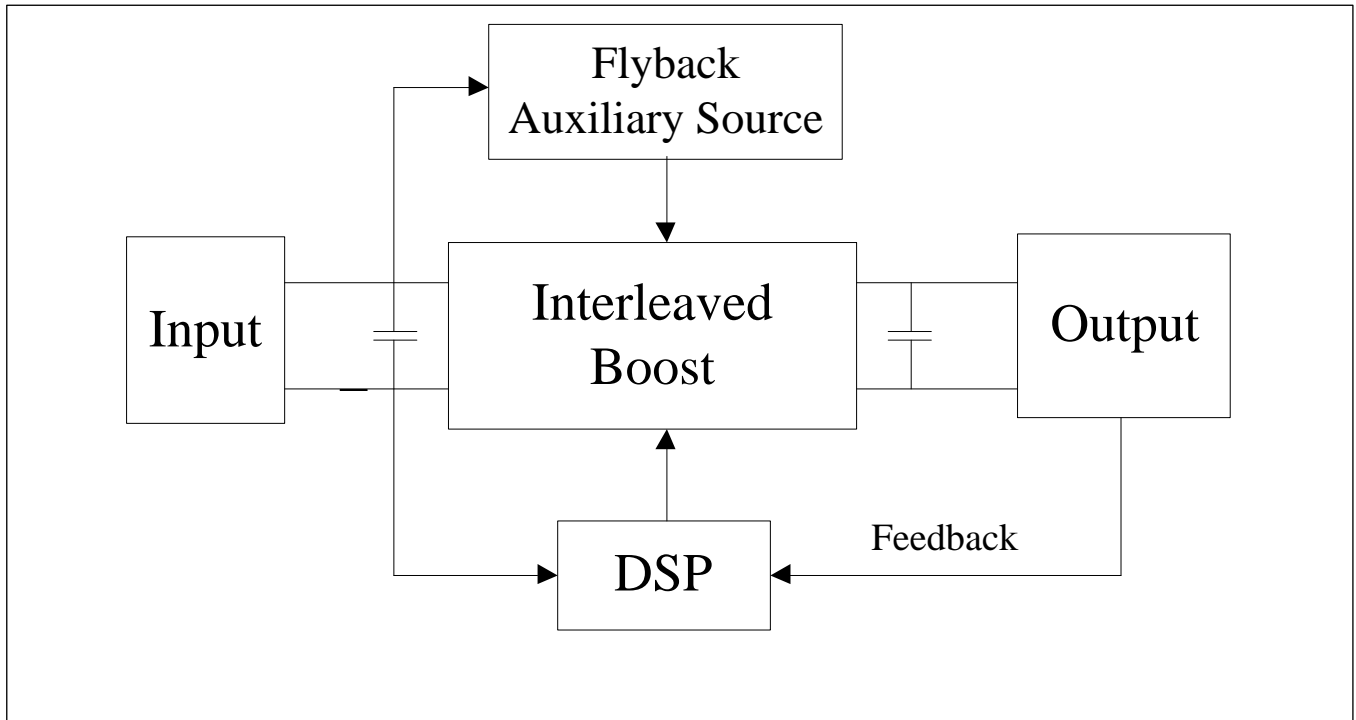 Flyback
Auxiliary Source
Input
Interleaved
Boost
Output
Feedback
DSP